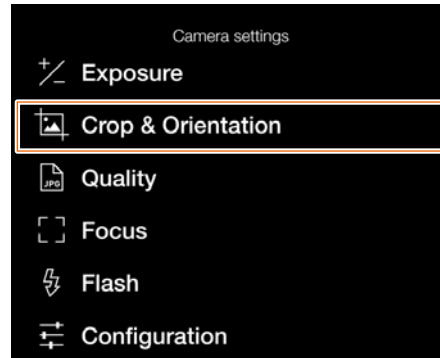 Camera settings
Exposure
Crop & Orientation
JPG
Quality
Focus
Flash
Configuration